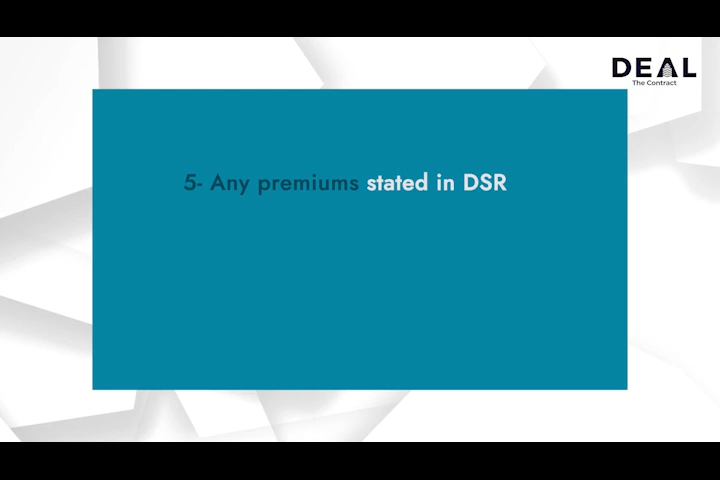 DEAL
The Contract
5- Any premiums stated in DSR